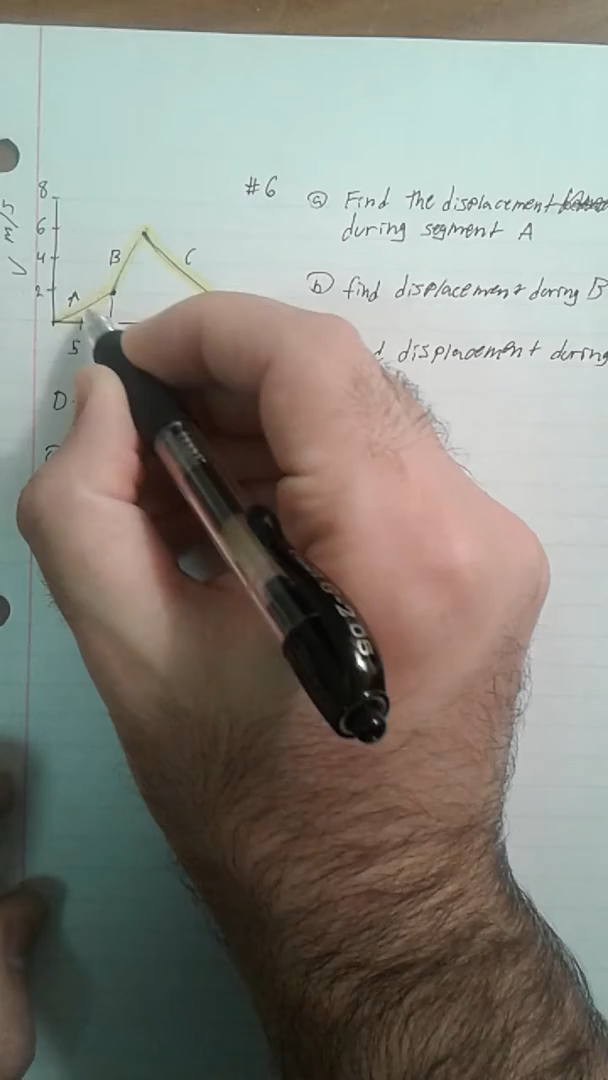 #6
ⓐ Find the displacement
during segment A
ⓑ find displacement during B
displacement during
8
6
4
2
V m/s
A
B
C
5
D